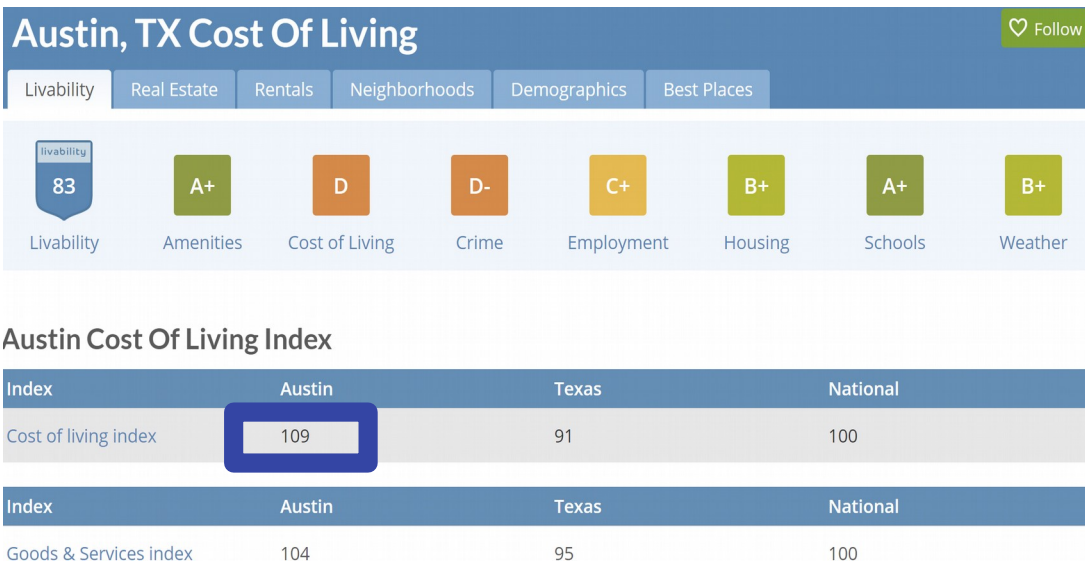 Austin, TX Cost Of Living
Follow
Livability Real Estate Rentals Neighborhoods Demographics Best Places
livability
83 A+ D D- C+ B+ A+ B+
Livability Amenities Cost of Living Crime Employment Housing Schools Weather
Austin Cost Of Living Index
Index Austin Texas National
Cost of living index 109 91 100
Index Austin Texas National
Goods & Services index 104 95 100